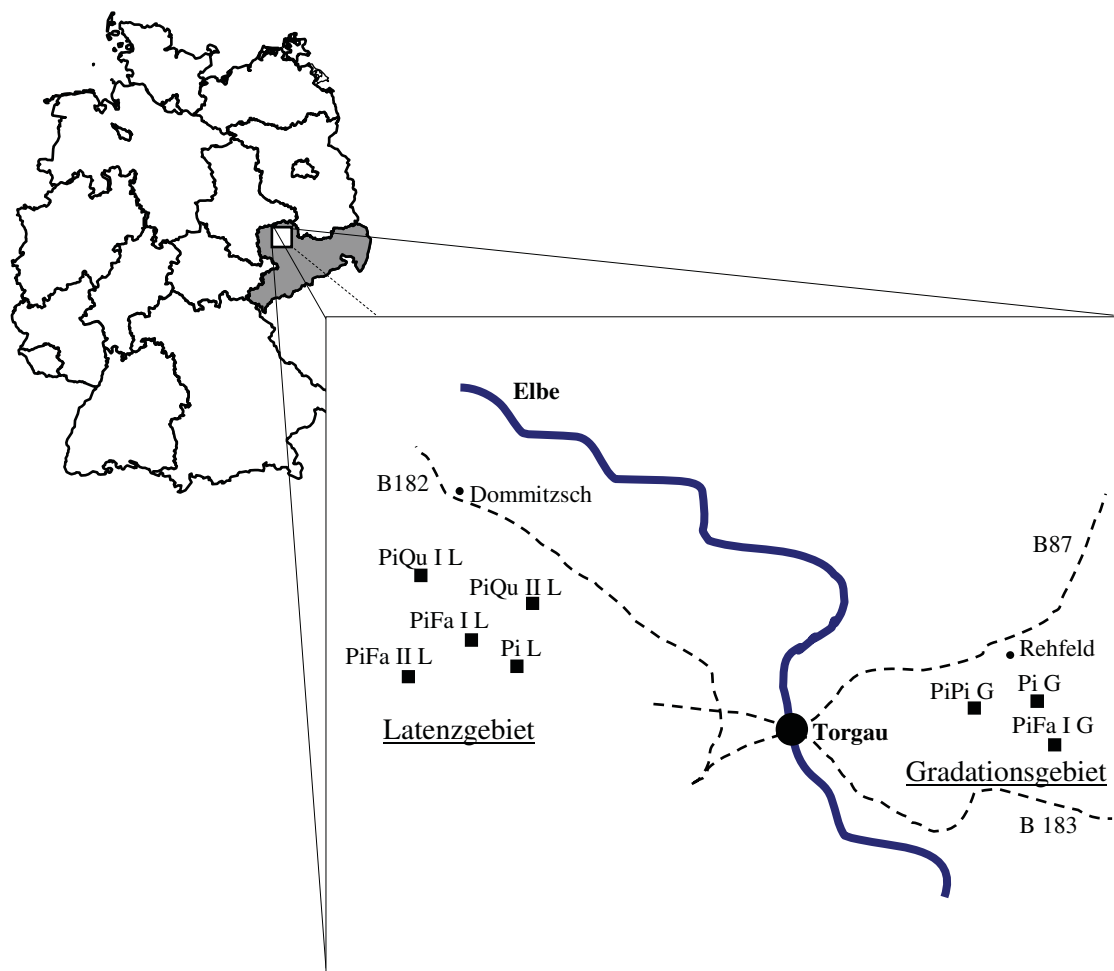 Elbe
B182
Dommitzsch
B87
PiQu I L
PiQu II L
PiFa I L
Rehfeld
PiFa II L
Pi L
PiPi G
Pi G
Latenzgebiet
Torgau
PiFa I G
Gradationsgebiet
B 183